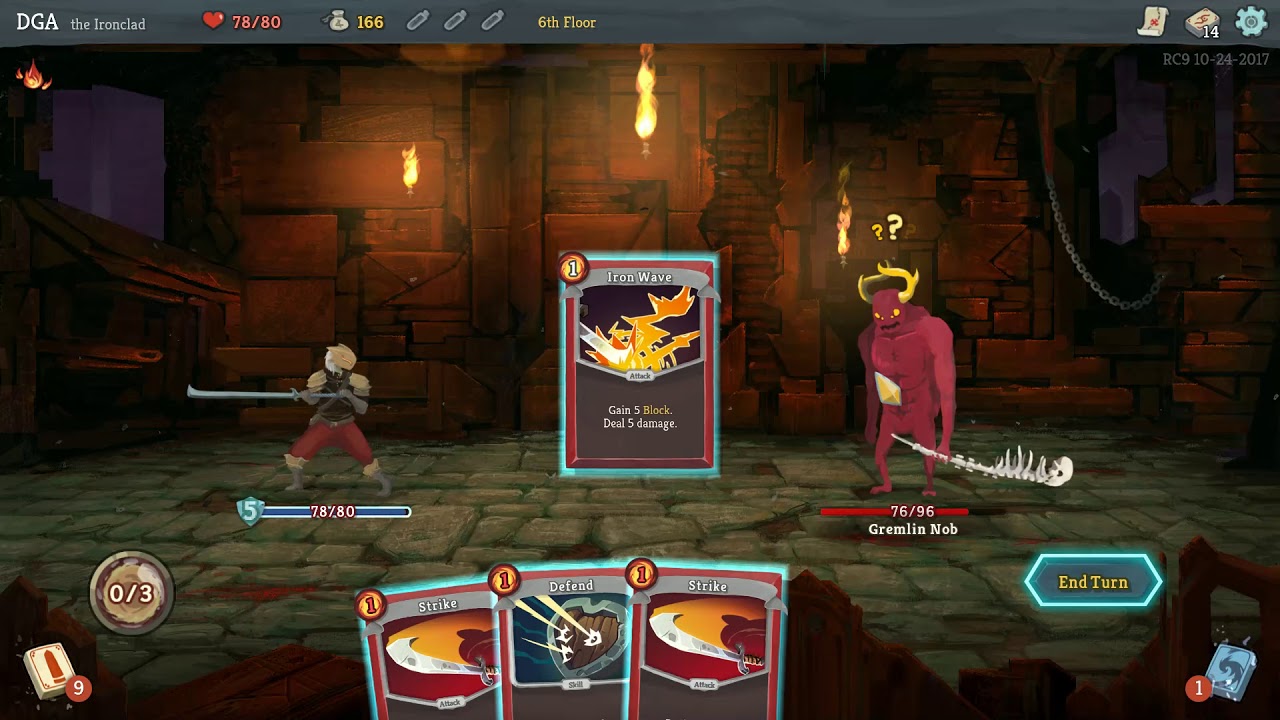 DGA the Ironclad 78/80 166 6th Floor 14
RC9 10-24-2017
? ?
1 Iron Wave
Attack
Gain 5 Block.
Deal 5 damage.
5 78/80
76/96
Gremlin Nob
0/3
1 Strike
Attack
1 Defend
Skill
1 Strike
Attack
End Turn
9
1